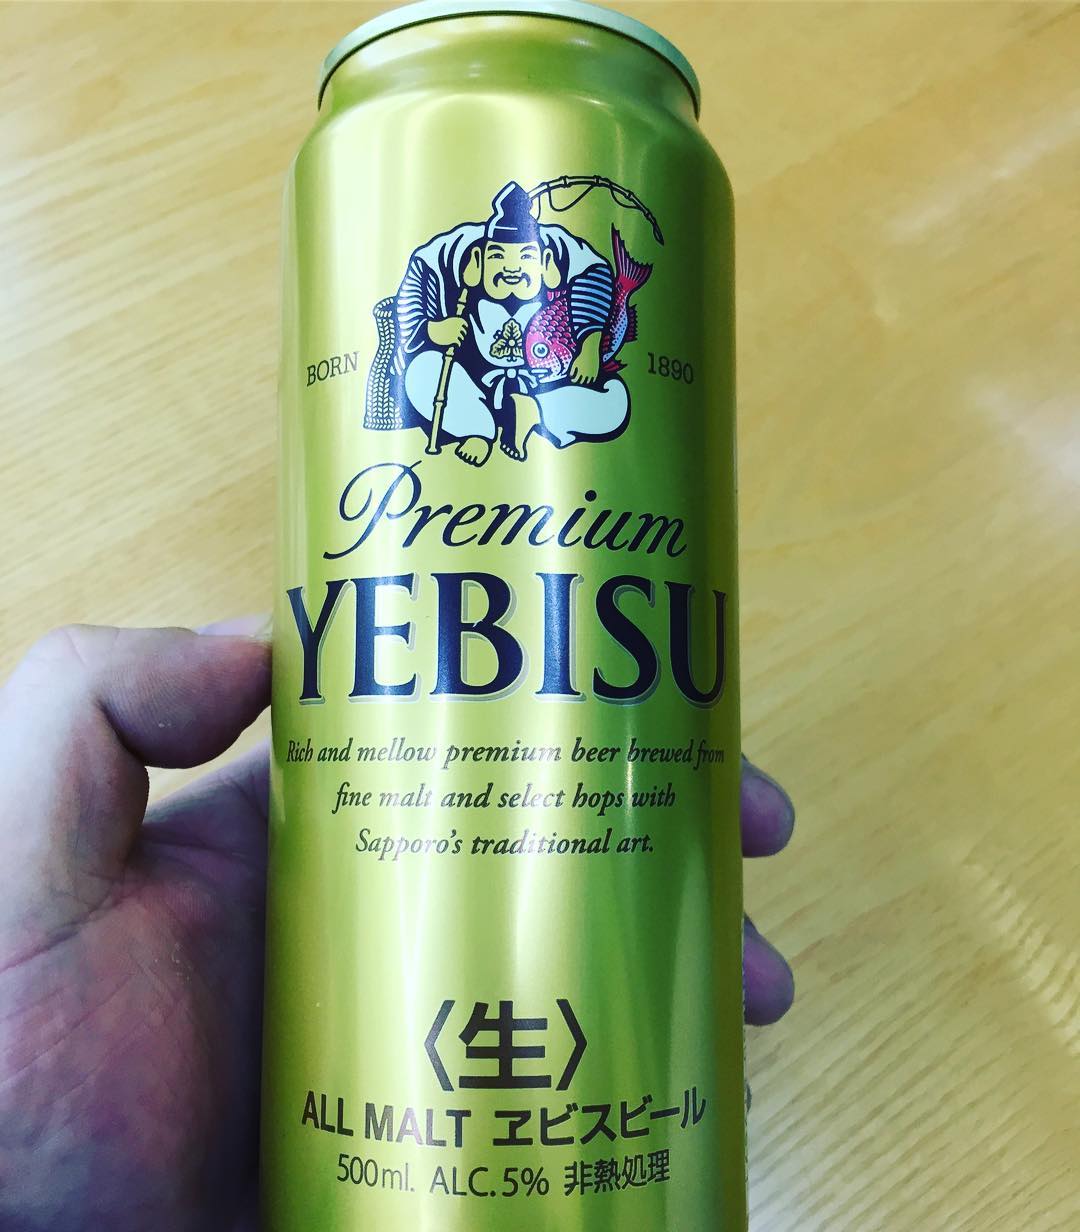 BORN 1890
Premium
YEBISU
Rich and mellow premium beer brewed from
fine malt and select hops with
Sapporo's traditional art.
〈生〉
ALL MALT ヱビスビール
500ml. ALC.5% 非熱処理